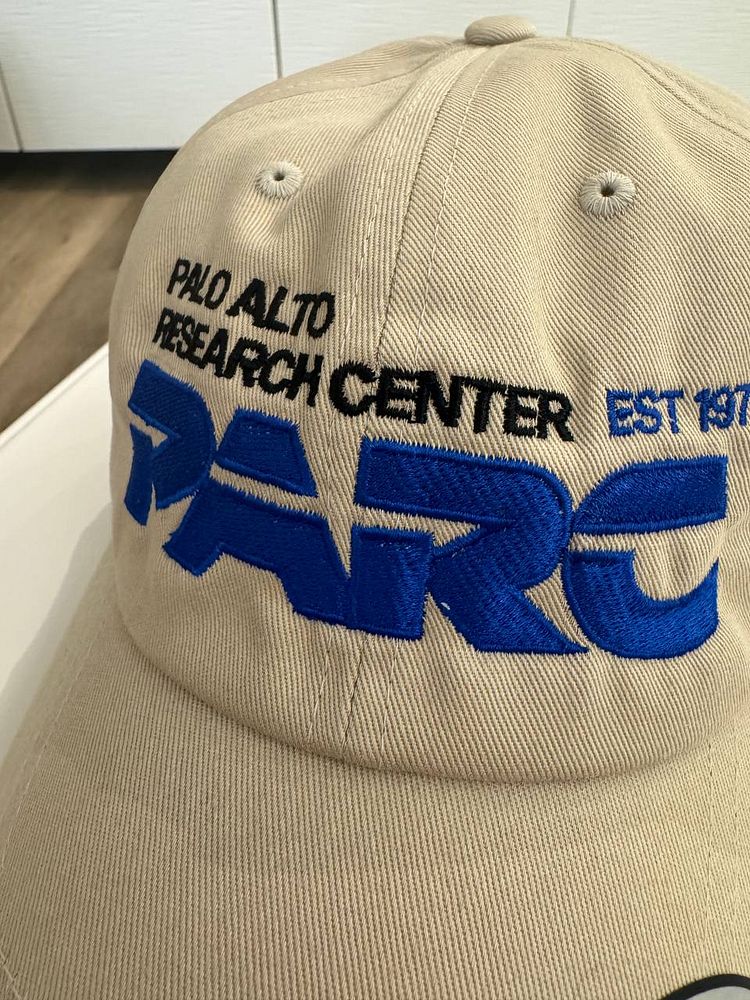 PALO ALTO
RESEARCH CENTER EST 197
PARC